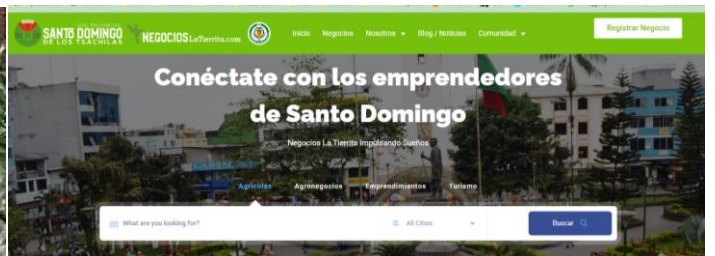 SANTO DOMINGO
DE LOS TSÁCHILAS
NEGOCIOS LaTierrita.com
Inicio Negocios Nosotros Blog / Noticias Comunidad
Registrar Negocio
Conéctate con los emprendedores
de Santo Domingo
Negocios La Tierrita Impulsando Sueños
Agrícolas Agronegocios Emprendimientos Turismo
What are you looking for? All Cities Buscar